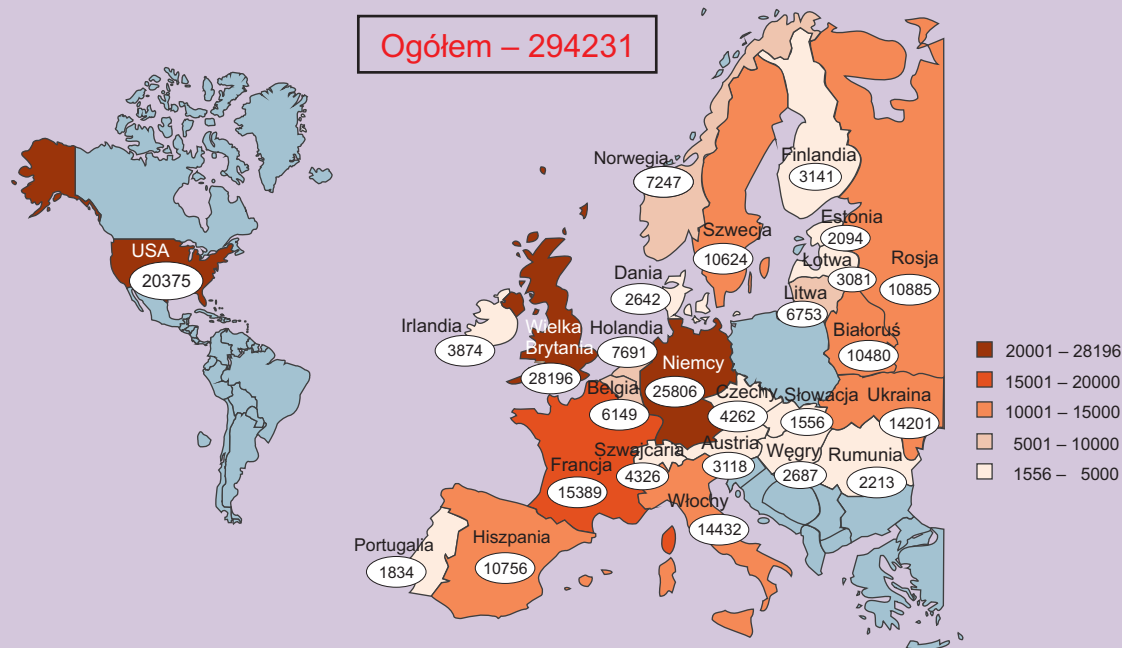 Ogółem – 294231
USA
20375
Norwegia
7247
Finlandia
3141
Szwecja
10624
Estonia
2094
Łotwa
3081
Rosja
10885
Dania
2642
Litwa
6753
Irlandia
3874
Wielka
Brytania
28196
Holandia
7691
Białoruś
10480
Niemcy
25806
Belgia
6149
Czechy
4262
Słowacja
1556
Ukraina
14201
Szwajcaria
4326
Austria
3118
Węgry
2687
Rumunia
2213
Francja
15389
Włochy
14432
Portugalia
1834
Hiszpania
10756
20001 – 28196
15001 – 20000
10001 – 15000
5001 – 10000
1556 – 5000